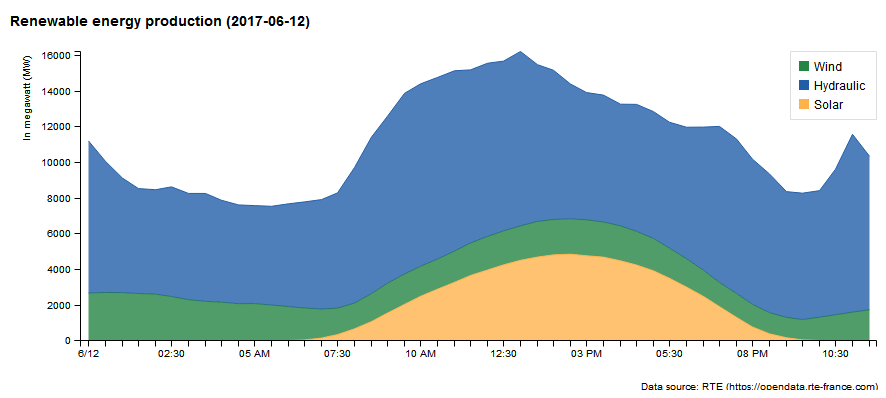 Renewable energy production (2017-06-12)
In megawatt (MW)
16000
14000
12000
10000
8000
6000
4000
2000
0
Wind
Hydraulic
Solar
6/12 02:30 05 AM 07:30 10 AM 12:30 03 PM 05:30 08 PM 10:30
Data source: RTE (https://opendata.rte-france.com)